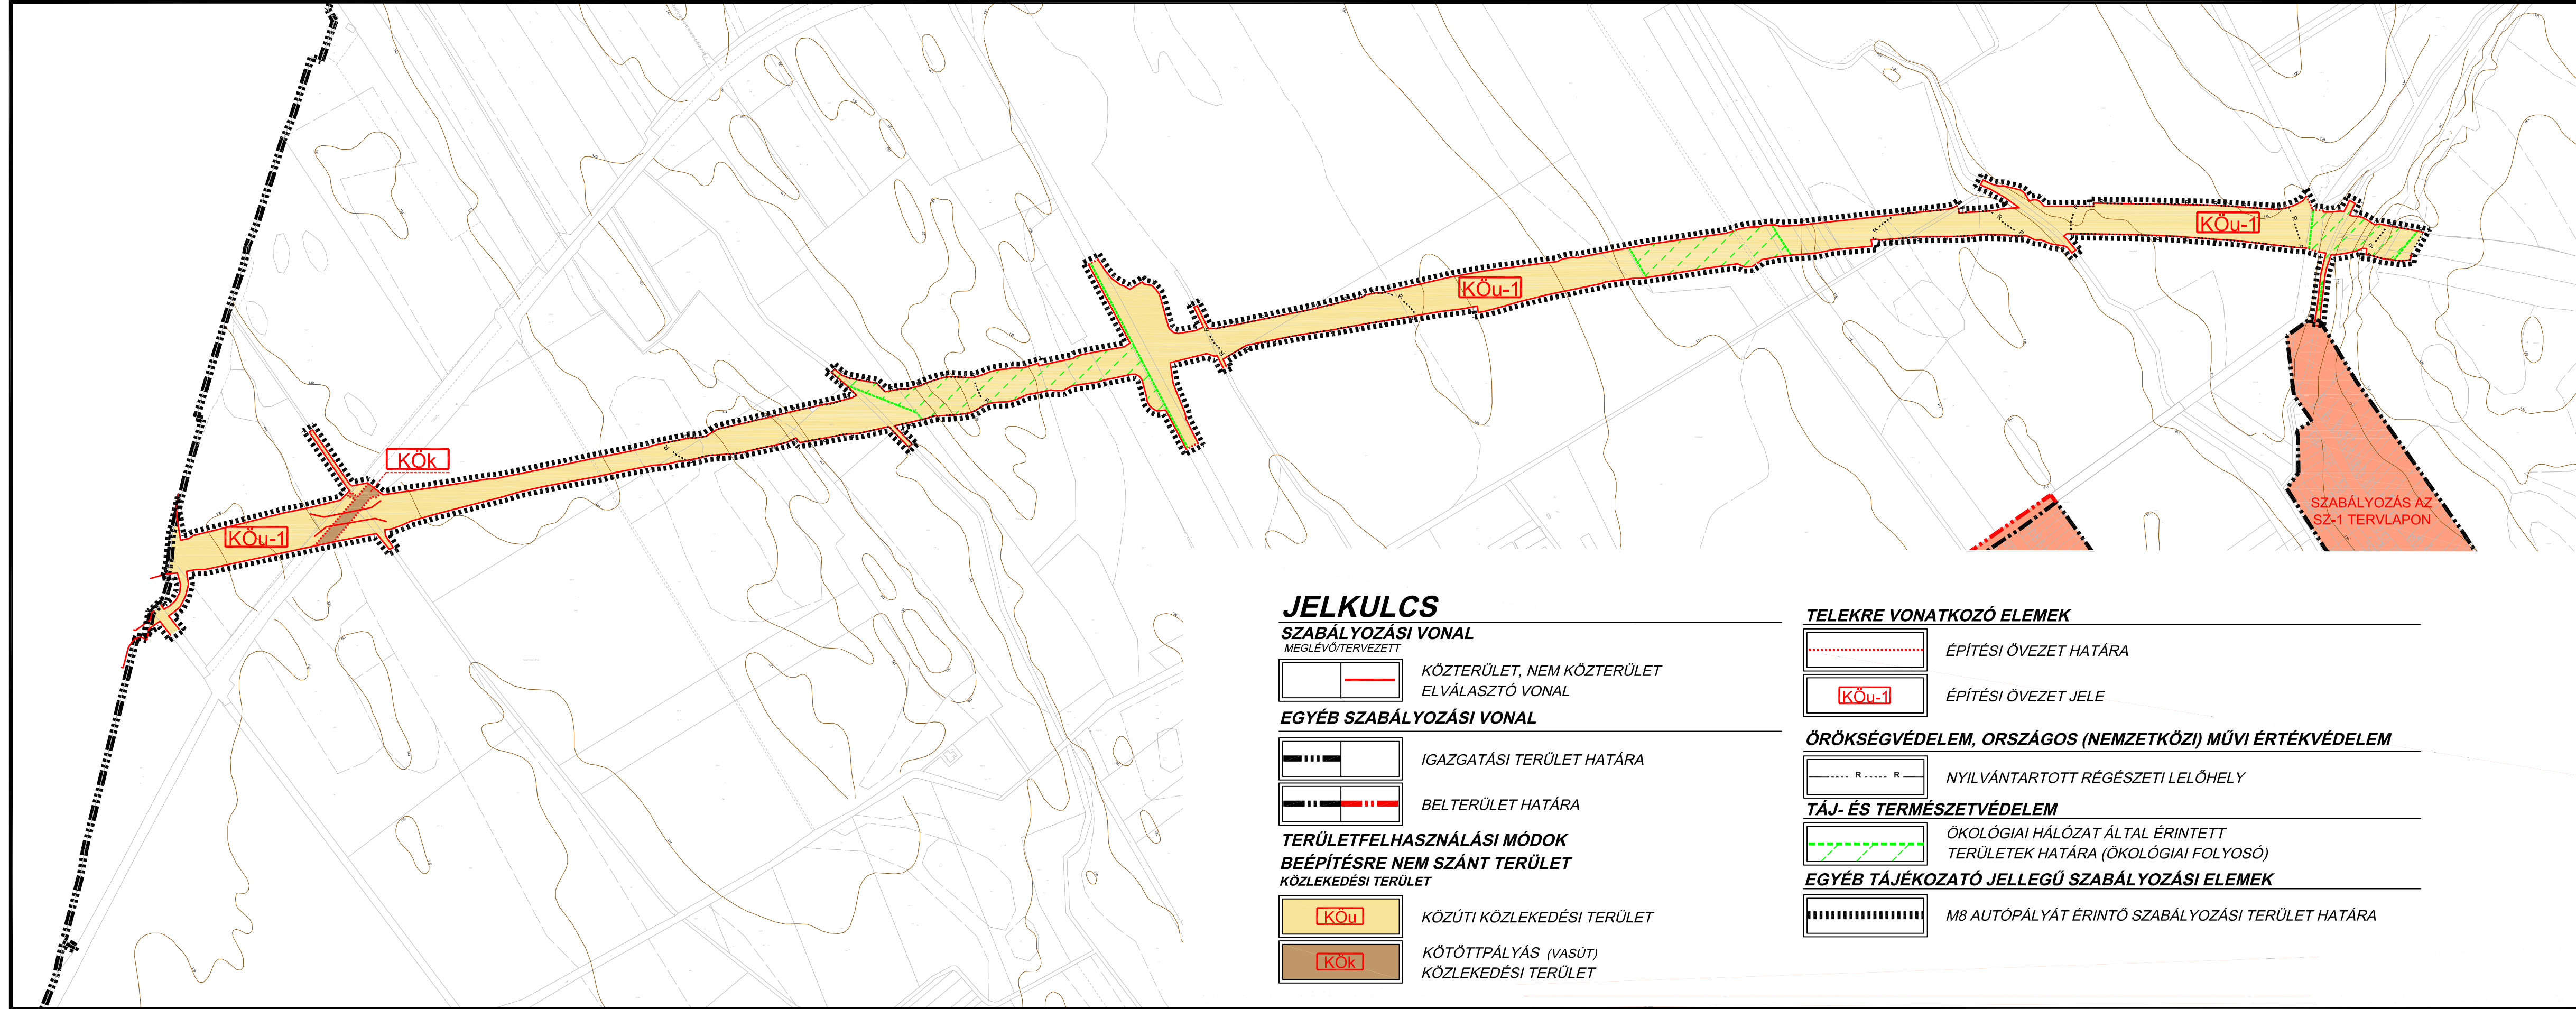 KÖu-1
KÖu-1
KÖk
KÖu-1
SZABÁLYOZÁS AZ
SZ-1 TERVLAPON
JELKULCS
SZABÁLYOZÁSI VONAL
MEGLÉVŐ/TERVEZETT
KÖZTERÜLET, NEM KÖZTERÜLET
ELVÁLASZTÓ VONAL
EGYÉB SZABÁLYOZÁSI VONAL
IGAZGATÁSI TERÜLET HATÁRA
BELTERÜLET HATÁRA
TERÜLETFELHASZNÁLÁSI MÓDOK
BEÉPÍTÉSRE NEM SZÁNT TERÜLET
KÖZLEKEDÉSI TERÜLET
KÖu
KÖZÚTI KÖZLEKEDÉSI TERÜLET
KÖk
KÖTÖTTPÁLYÁS (VASÚT)
KÖZLEKEDÉSI TERÜLET
TELEKRE VONATKOZÓ ELEMEK
ÉPÍTÉSI ÖVEZET HATÁRA
KÖu-1
ÉPÍTÉSI ÖVEZET JELE
ÖRÖKSÉGVÉDELEM, ORSZÁGOS (NEMZETKÖZI) MŰVI ÉRTÉKVÉDELEM
R R
NYILVÁNTARTOTT RÉGÉSZETI LELŐHELY
TÁJ- ÉS TERMÉSZETVÉDELEM
ÖKOLÓGIAI HÁLÓZAT ÁLTAL ÉRINTETT
TERÜLETEK HATÁRA (ÖKOLÓGIAI FOLYOSÓ)
EGYÉB TÁJÉKOZATÓ JELLEGŰ SZABÁLYOZÁSI ELEMEK
M8 AUTÓPÁLYÁT ÉRINTŐ SZABÁLYOZÁSI TERÜLET HATÁRA